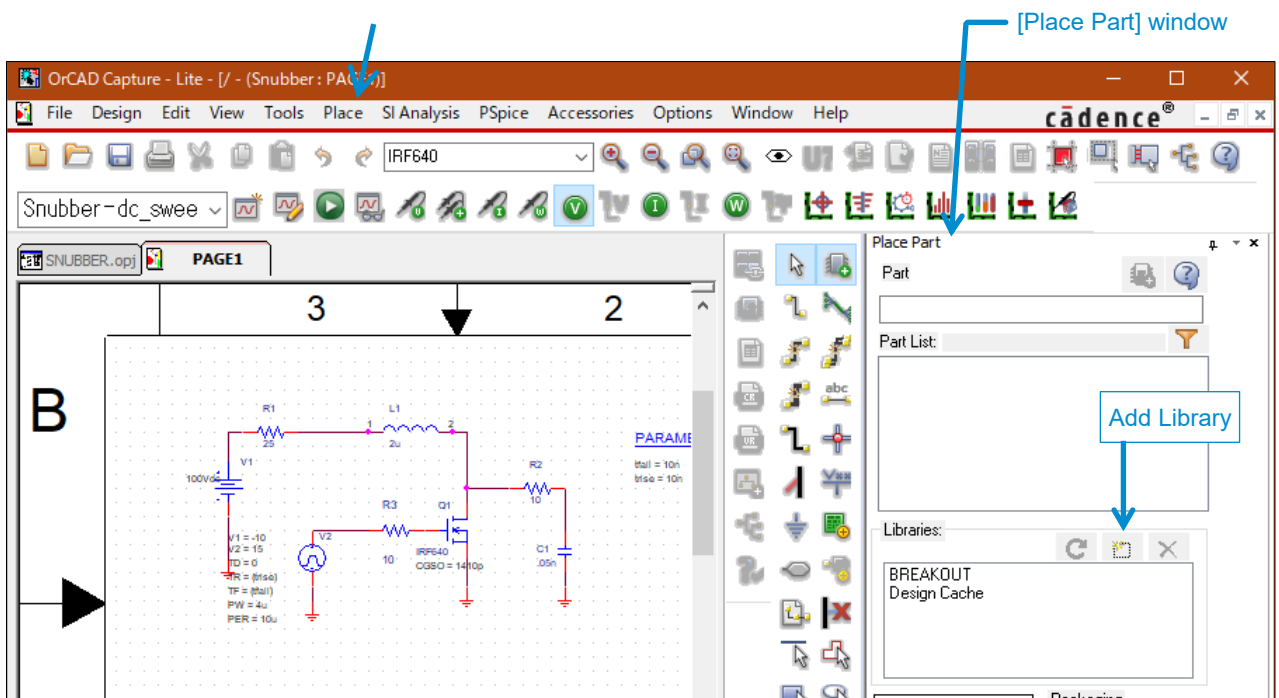 [Place Part] window
OrCAD Capture - Lite - [/ - (Snubber : PAGE1)]
File Design Edit View Tools Place SI Analysis PSpice Accessories Options Window Help
cādence®
IRF640
U?
Snubber-dc_swee
V I W
SNUBBER.opj PAGE1
Place Part
Part
Part List:
Add Library
Libraries:
BREAKOUT
Design Cache
Packaging
3 2
B
R1
25
L1
1 2
2u
V1
100Vdc
R2
10
R3
10
Q1
IRF640
CGSO = 1410p
C1
.05n
V2
V1 = -10
V2 = 15
TD = 0
TR = {trise}
TF = {tfall}
PW = 4u
PER = 10u
PARAME
tfall = 10n
trise = 10n
abc